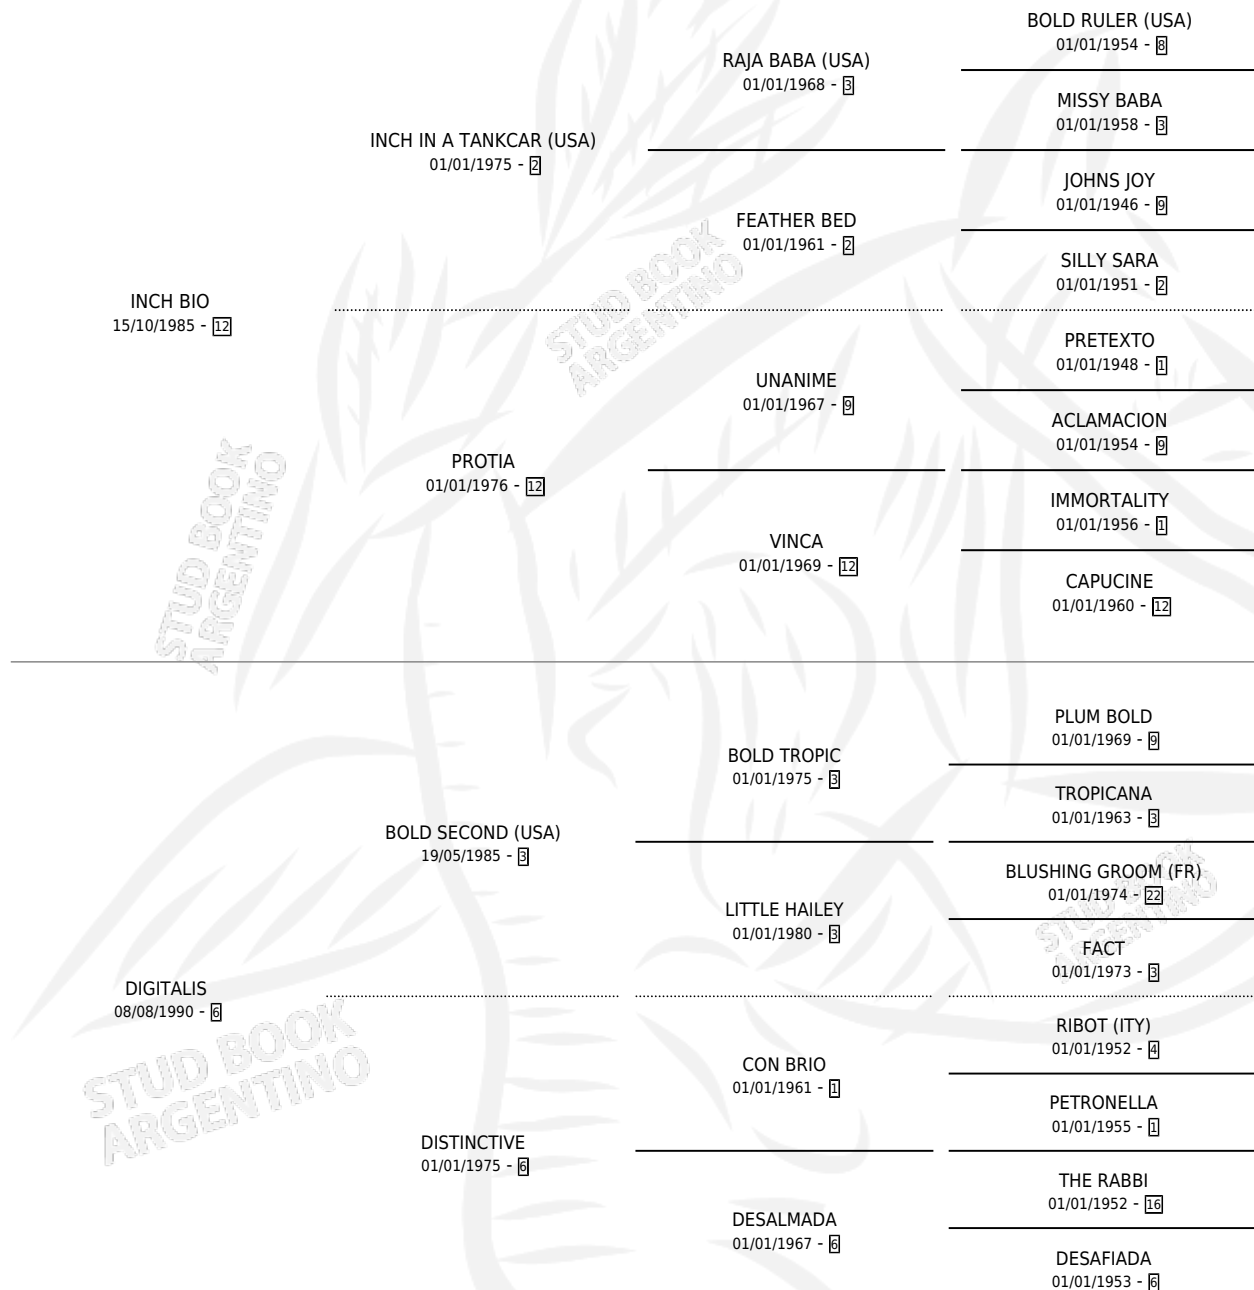 BOLD RULER (USA)
01/01/1954 - 8
RAJA BABA (USA)
01/01/1968 - 3
MISSY BABA
01/01/1958 - 3
INCH IN A TANKCAR (USA)
01/01/1975 - 2
JOHNS JOY
01/01/1946 - 9
FEATHER BED
01/01/1961 - 2
SILLY SARA
01/01/1951 - 2
INCH BIO
15/10/1985 - 12
PRETEXTO
01/01/1948 - 1
UNANIME
01/01/1967 - 9
ACLAMACION
01/01/1954 - 9
PROTIA
01/01/1976 - 12
IMMORTALITY
01/01/1956 - 1
VINCA
01/01/1969 - 12
CAPUCINE
01/01/1960 - 12
PLUM BOLD
01/01/1969 - 9
BOLD TROPIC
01/01/1975 - 3
TROPICANA
01/01/1963 - 3
BOLD SECOND (USA)
19/05/1985 - 3
BLUSHING GROOM (FR)
01/01/1974 - 22
LITTLE HAILEY
01/01/1980 - 3
FACT
01/01/1973 - 3
DIGITALIS
08/08/1990 - 6
RIBOT (ITY)
01/01/1952 - 4
CON BRIO
01/01/1961 - 1
PETRONELLA
01/01/1955 - 1
DISTINCTIVE
01/01/1975 - 6
THE RABBI
01/01/1952 - 16
DESALMADA
01/01/1967 - 6
DESAFIADA
01/01/1953 - 6
STUD BOOK
ARGENTINO
STUD BOOK
ARGENTINO
STUD BOOK
ARGENTINO
STUD BOOK
ARGENTINO